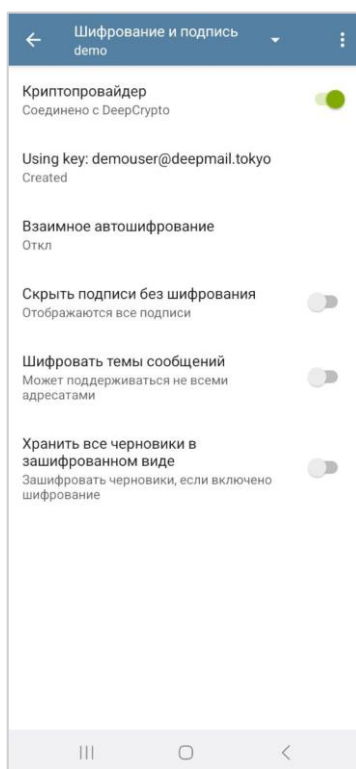 Шифрование и подпись
demo
Криптопровайдер
Соединено с DeepCrypto
Using key: demouser@deepmail.tokyo
Created
Взаимное автошифрование
Откл
Скрыть подписи без шифрования
Отображаются все подписи
Шифровать темы сообщений
Может поддерживаться не всеми
адресатами
Хранить все черновики в
зашифрованном виде
Зашифровать черновики, если включено
шифрование